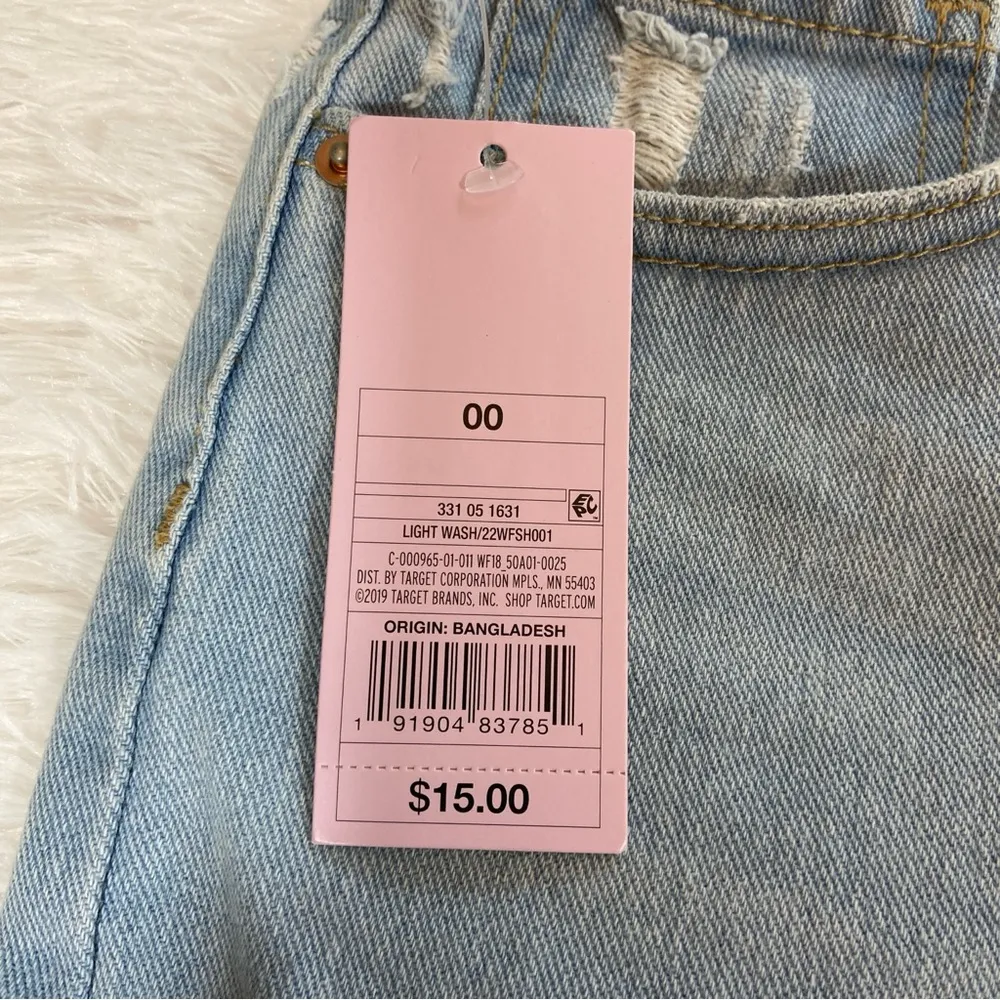 00
331 05 1631
LIGHT WASH/22WFSH001
C-000965-01-011 WF18_50A01-0025
DIST. BY TARGET CORPORATION MPLS., MN 55403
©2019 TARGET BRANDS, INC. SHOP TARGET.COM
ORIGIN: BANGLADESH
1 91904 83785 1
$15.00